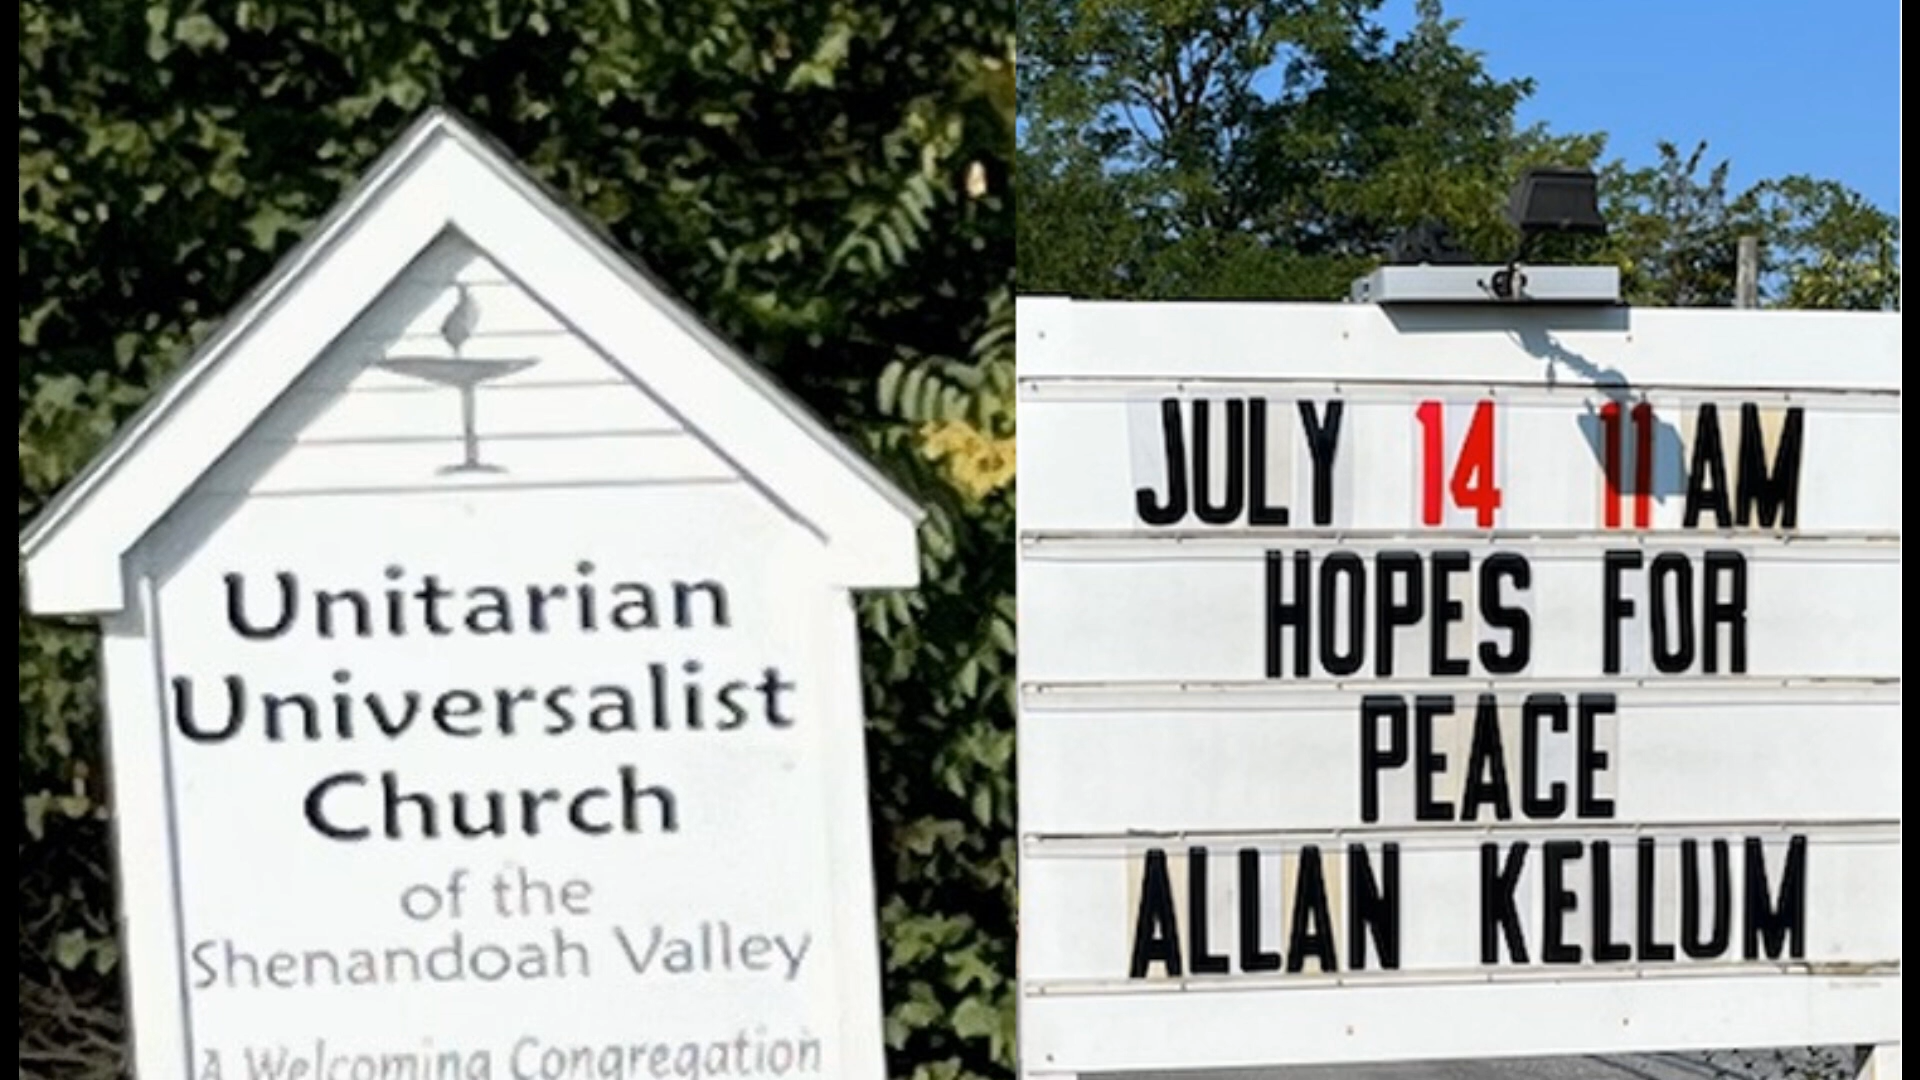 Unitarian
Universalist
Church
of the
Shenandoah Valley
A Welcoming Congregation
JULY 14 11 AM
HOPES FOR
PEACE
ALLAN KELLUM